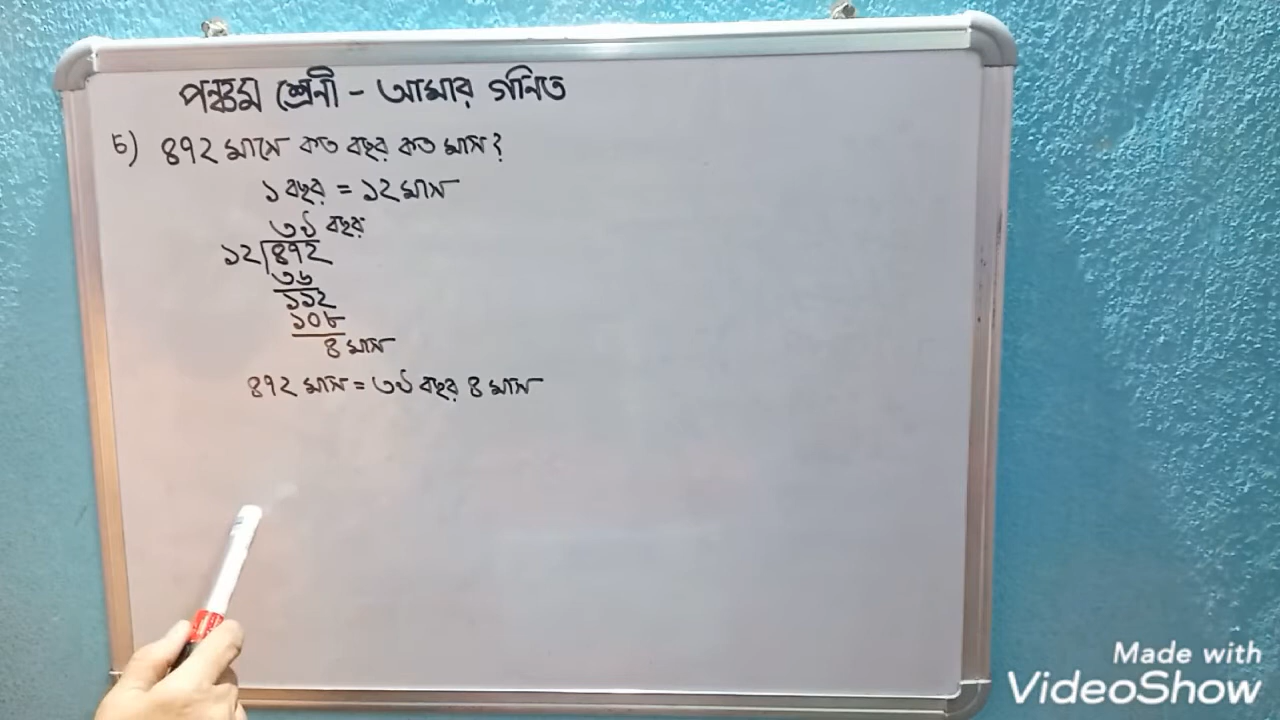 পঞ্চম শ্রেনী - আমার গনিত
৮) ৪৭২ মাসে কত বছর কত মাস?
১ বছর = ১২ মাস
৩৯ বছর
১২ ৪৭২
৩৬
১১২
১০৮
৪ মাস
৪৭২ মাস = ৩৯ বছর ৪ মাস
Made with
VideoShow